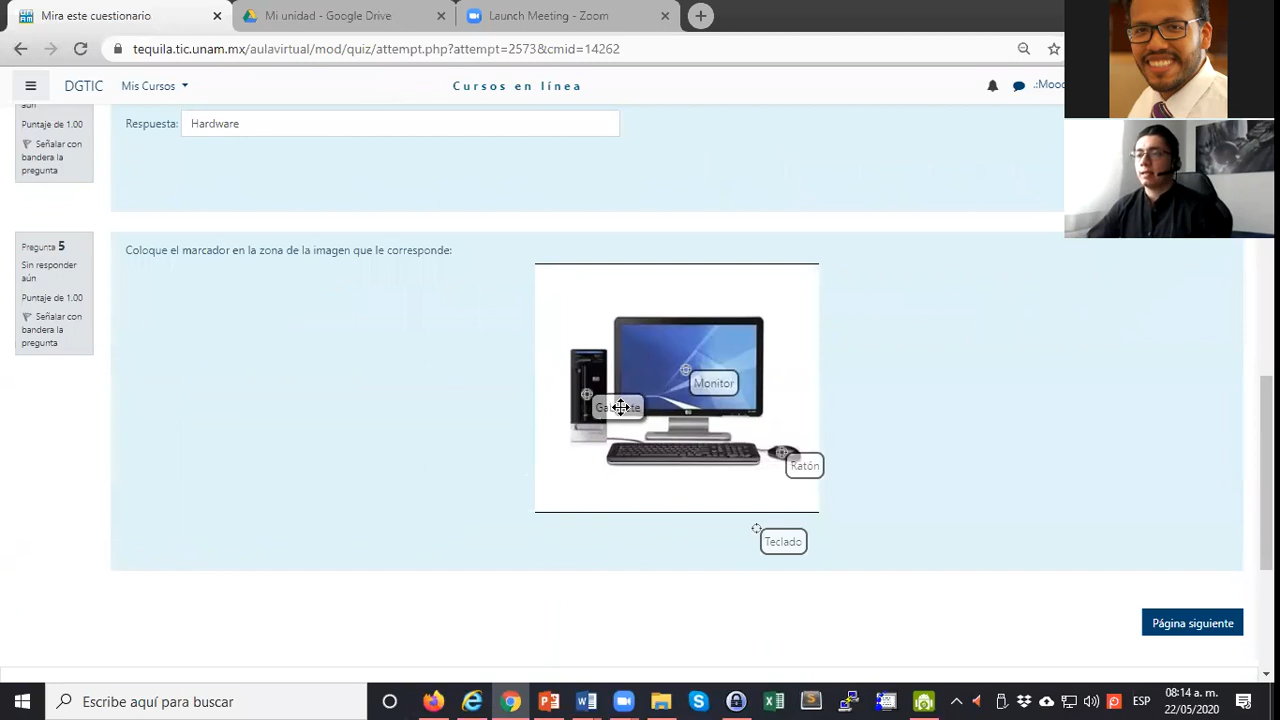 Mira este cuestionario
Mi unidad - Google Drive
Launch Meeting - Zoom
tequila.tic.unam.mx/aulavirtual/mod/quiz/attempt.php?attempt=2573&cmid=14262
DGTIC
Mis Cursos
Cursos en línea
aún
Puntaje de 1.00
Señalar con
bandera la
pregunta
Respuesta:
Hardware
Pregunta 5
Sin responder
aún
Puntaje de 1.00
Señalar con
bandera la
pregunta
Coloque el marcador en la zona de la imagen que le corresponde:
Monitor
Ratón
Teclado
Página siguiente
Escribe aquí para buscar
ESP
08:14 a. m.
22/05/2020